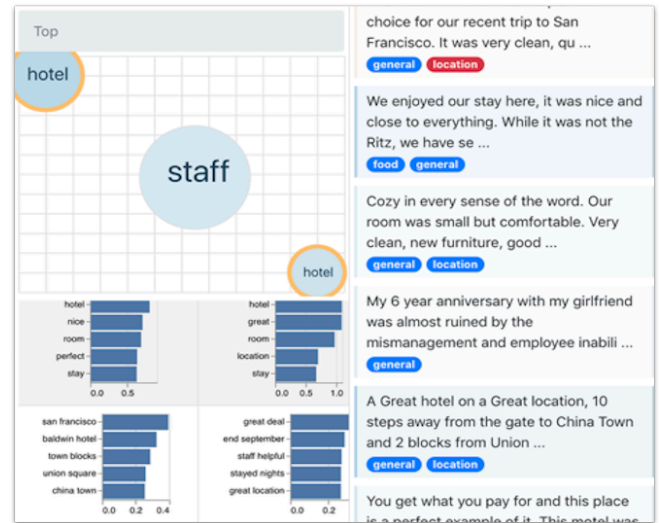 Top
hotel
staff
hotel
hotel
nice
room
perfect
stay
0.0 0.5
hotel
great
room
location
stay
0.0 0.5 1.0
san francisco
baldwin hotel
town blocks
union square
china town
0.0 0.2 0.4
great deal
end september
staff helpful
stayed nights
great location
0.0 0.2
choice for our recent trip to San
Francisco. It was very clean, qu ...
general location
We enjoyed our stay here, it was nice and
close to everything. While it was not the
Ritz, we have se ...
food general
Cozy in every sense of the word. Our
room was small but comfortable. Very
clean, new furniture, good ...
general location
My 6 year anniversary with my girlfriend
was almost ruined by the
mismanagement and employee inabili ...
general
A Great hotel on a Great location, 10
steps away from the gate to China Town
and 2 blocks from Union ...
general location
You get what you pay for and this place
is a perfect example of it. This motel was